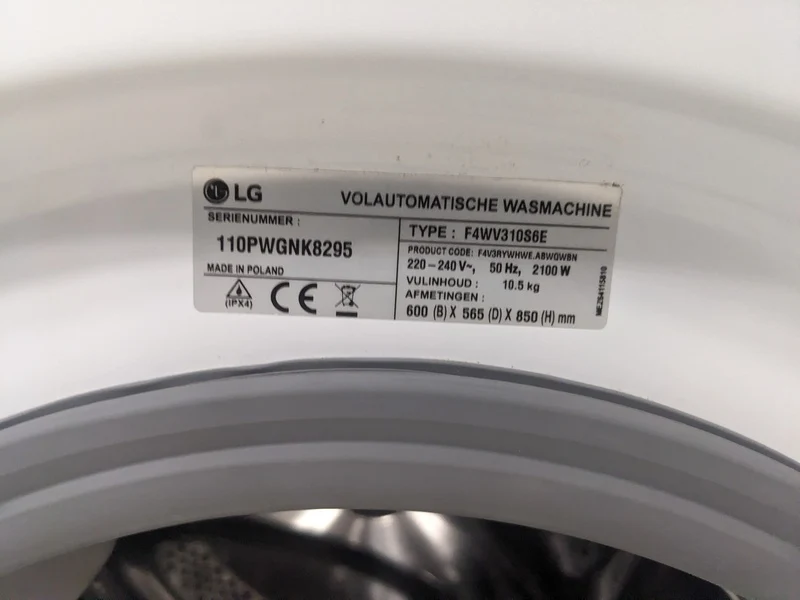 LG
VOLAUTOMATISCHE WASMACHINE
SERIENUMMER :
110PWGNK8295
MADE IN POLAND
(IPX4)
CE
TYPE : F4WV310S6E
PRODUCT CODE: F4V3RYWHWE.ABWQWBN
220-240 V~, 50 Hz, 2100 W
VULINHOUD : 10.5 kg
AFMETINGEN :
600 (B) X 565 (D) X 850 (H) mm
MEZ64115810